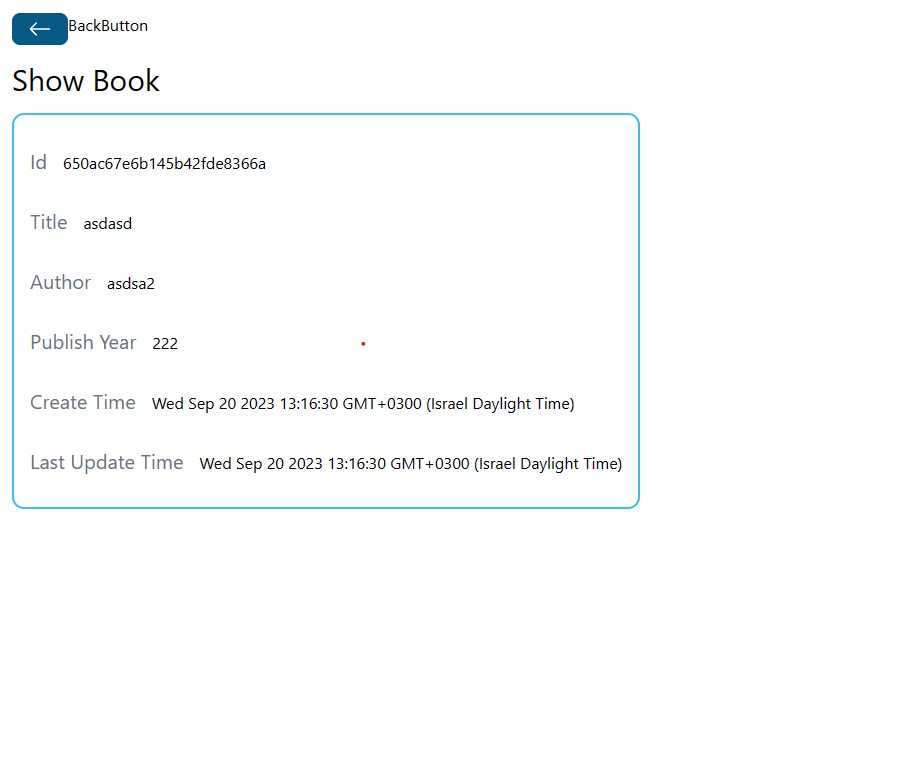 BackButton
Show Book
Id 650ac67e6b145b42fde8366a
Title asdasd
Author asdsa2
Publish Year 222
Create Time Wed Sep 20 2023 13:16:30 GMT+0300 (Israel Daylight Time)
Last Update Time Wed Sep 20 2023 13:16:30 GMT+0300 (Israel Daylight Time)